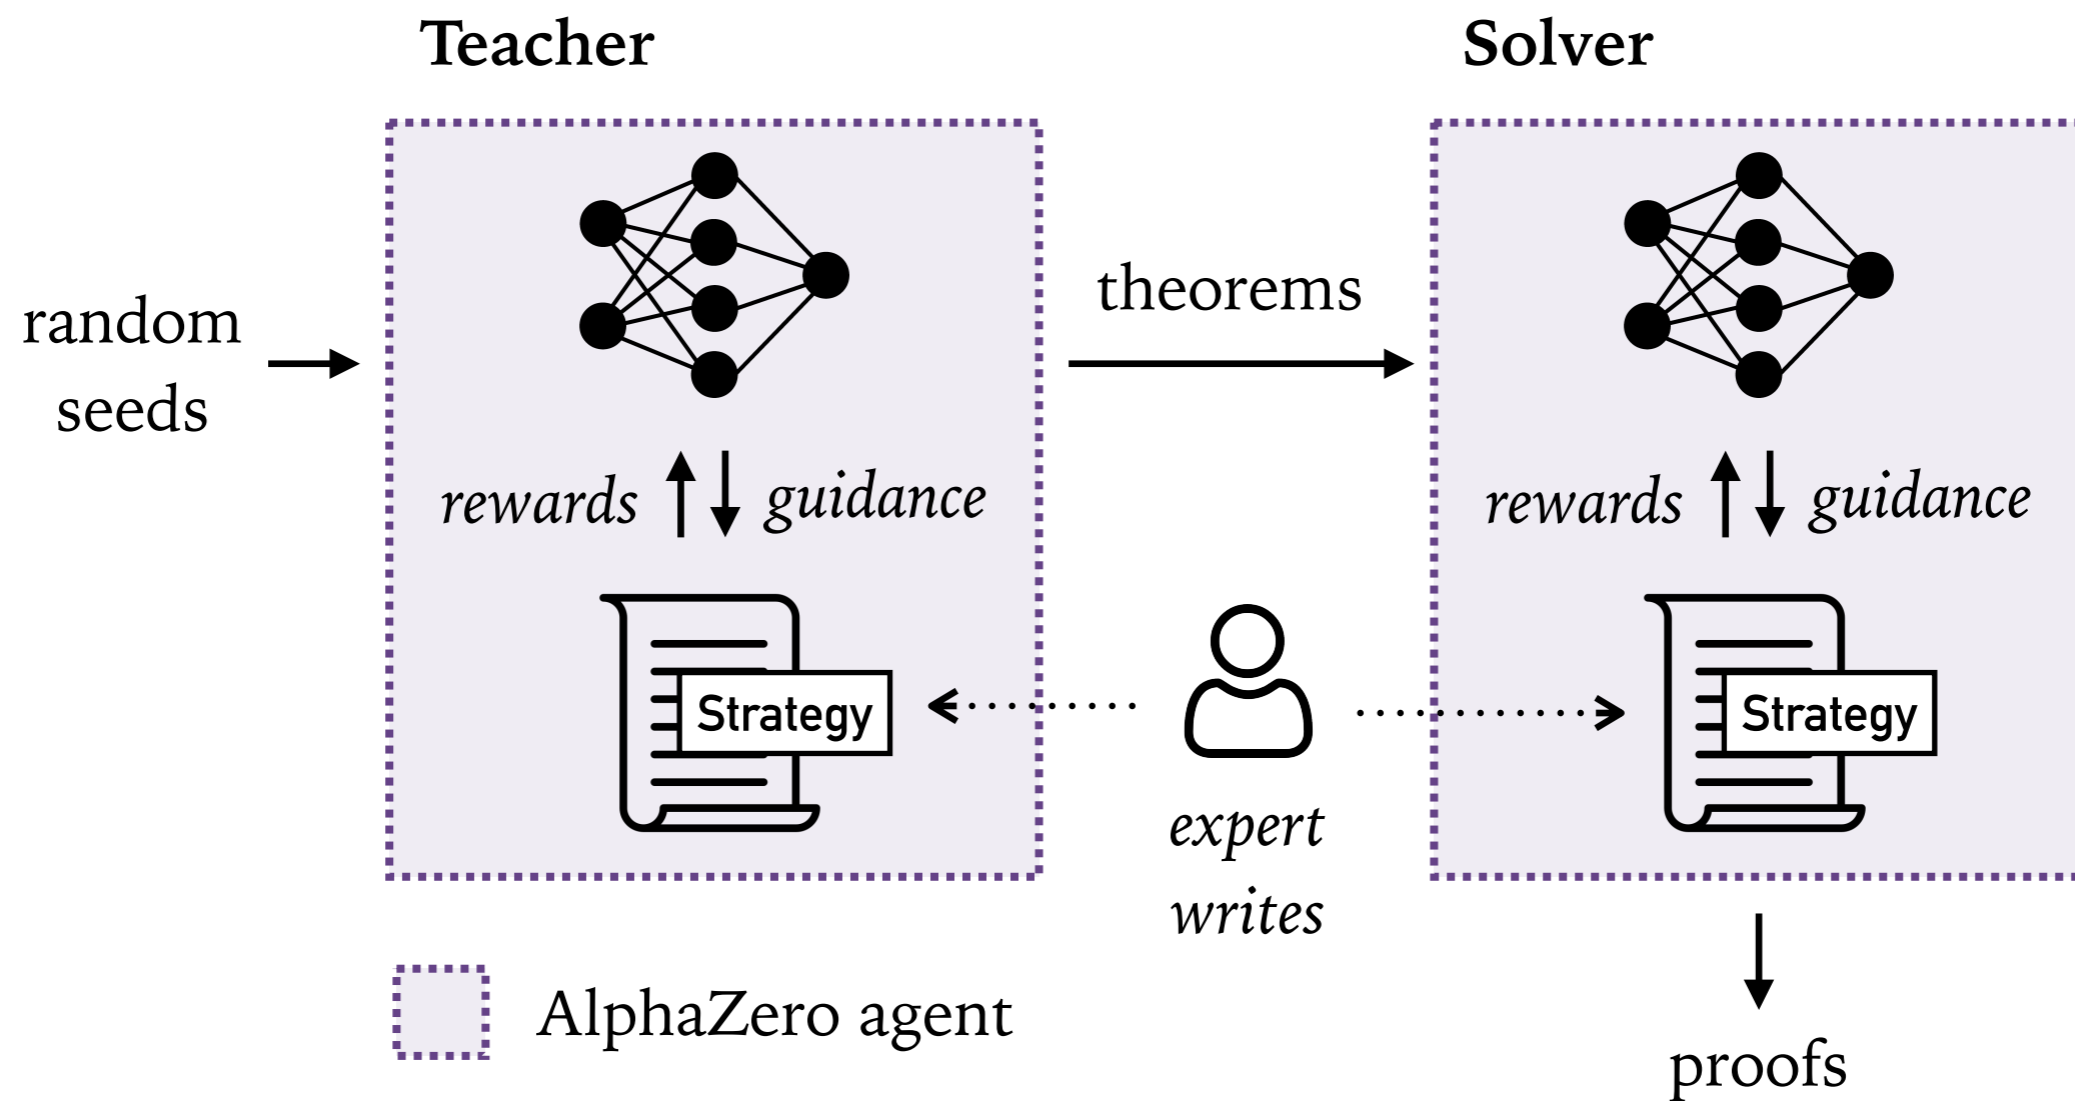 Teacher
Solver
random
seeds
theorems
rewards
guidance
rewards
guidance
Strategy
Strategy
expert
writes
AlphaZero agent
proofs